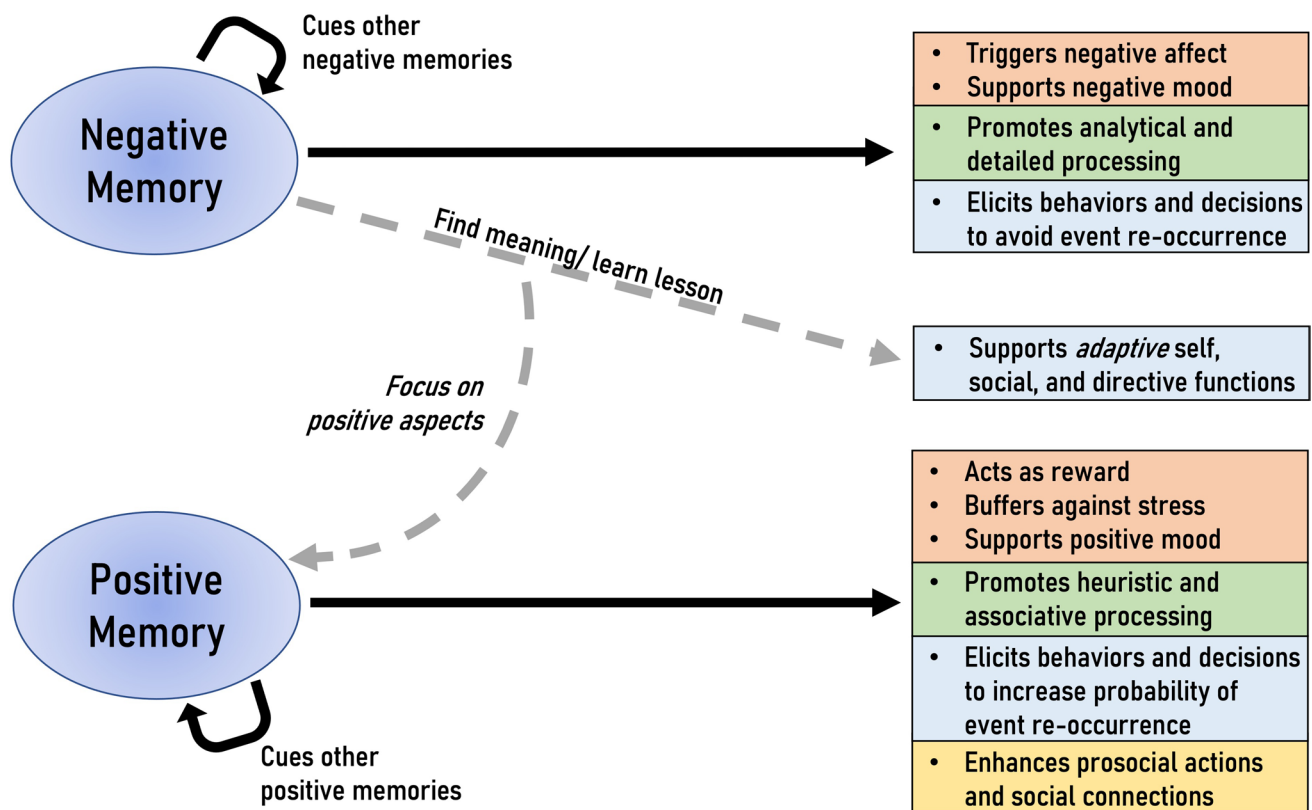 Cues other
negative memories
Negative
Memory
• Triggers negative affect
• Supports negative mood
• Promotes analytical and
detailed processing
• Elicits behaviors and decisions
to avoid event re-occurrence
Find meaning/ learn lesson
• Supports adaptive self,
social, and directive functions
Focus on
positive aspects
Positive
Memory
• Acts as reward
• Buffers against stress
• Supports positive mood
• Promotes heuristic and
associative processing
• Elicits behaviors and decisions
to increase probability of
event re-occurrence
• Enhances prosocial actions
and social connections
Cues other
positive memories